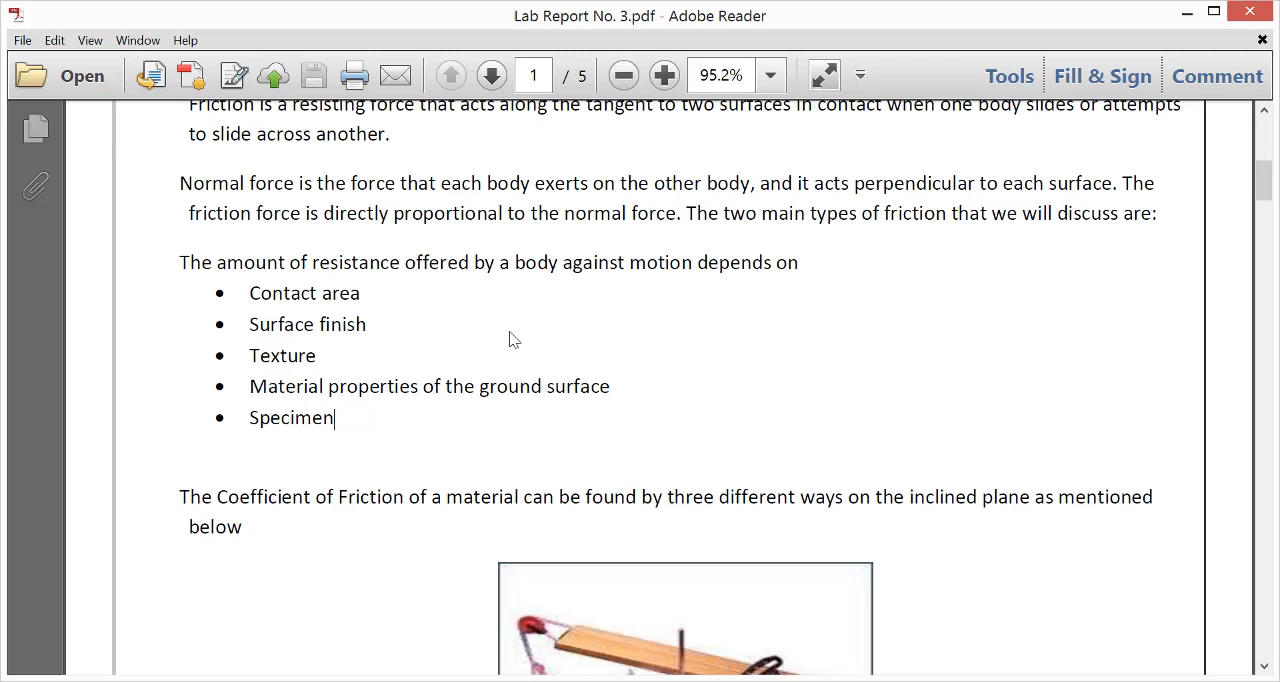 Lab Report No. 3.pdf - Adobe Reader
File Edit View Window Help
Open 1 / 5 95.2% Tools Fill & Sign Comment
Friction is a resisting force that acts along the tangent to two surfaces in contact when one body slides or attempts
to slide across another.
Normal force is the force that each body exerts on the other body, and it acts perpendicular to each surface. The
friction force is directly proportional to the normal force. The two main types of friction that we will discuss are:
The amount of resistance offered by a body against motion depends on
• Contact area
• Surface finish
• Texture
• Material properties of the ground surface
• Specimen
The Coefficient of Friction of a material can be found by three different ways on the inclined plane as mentioned
below